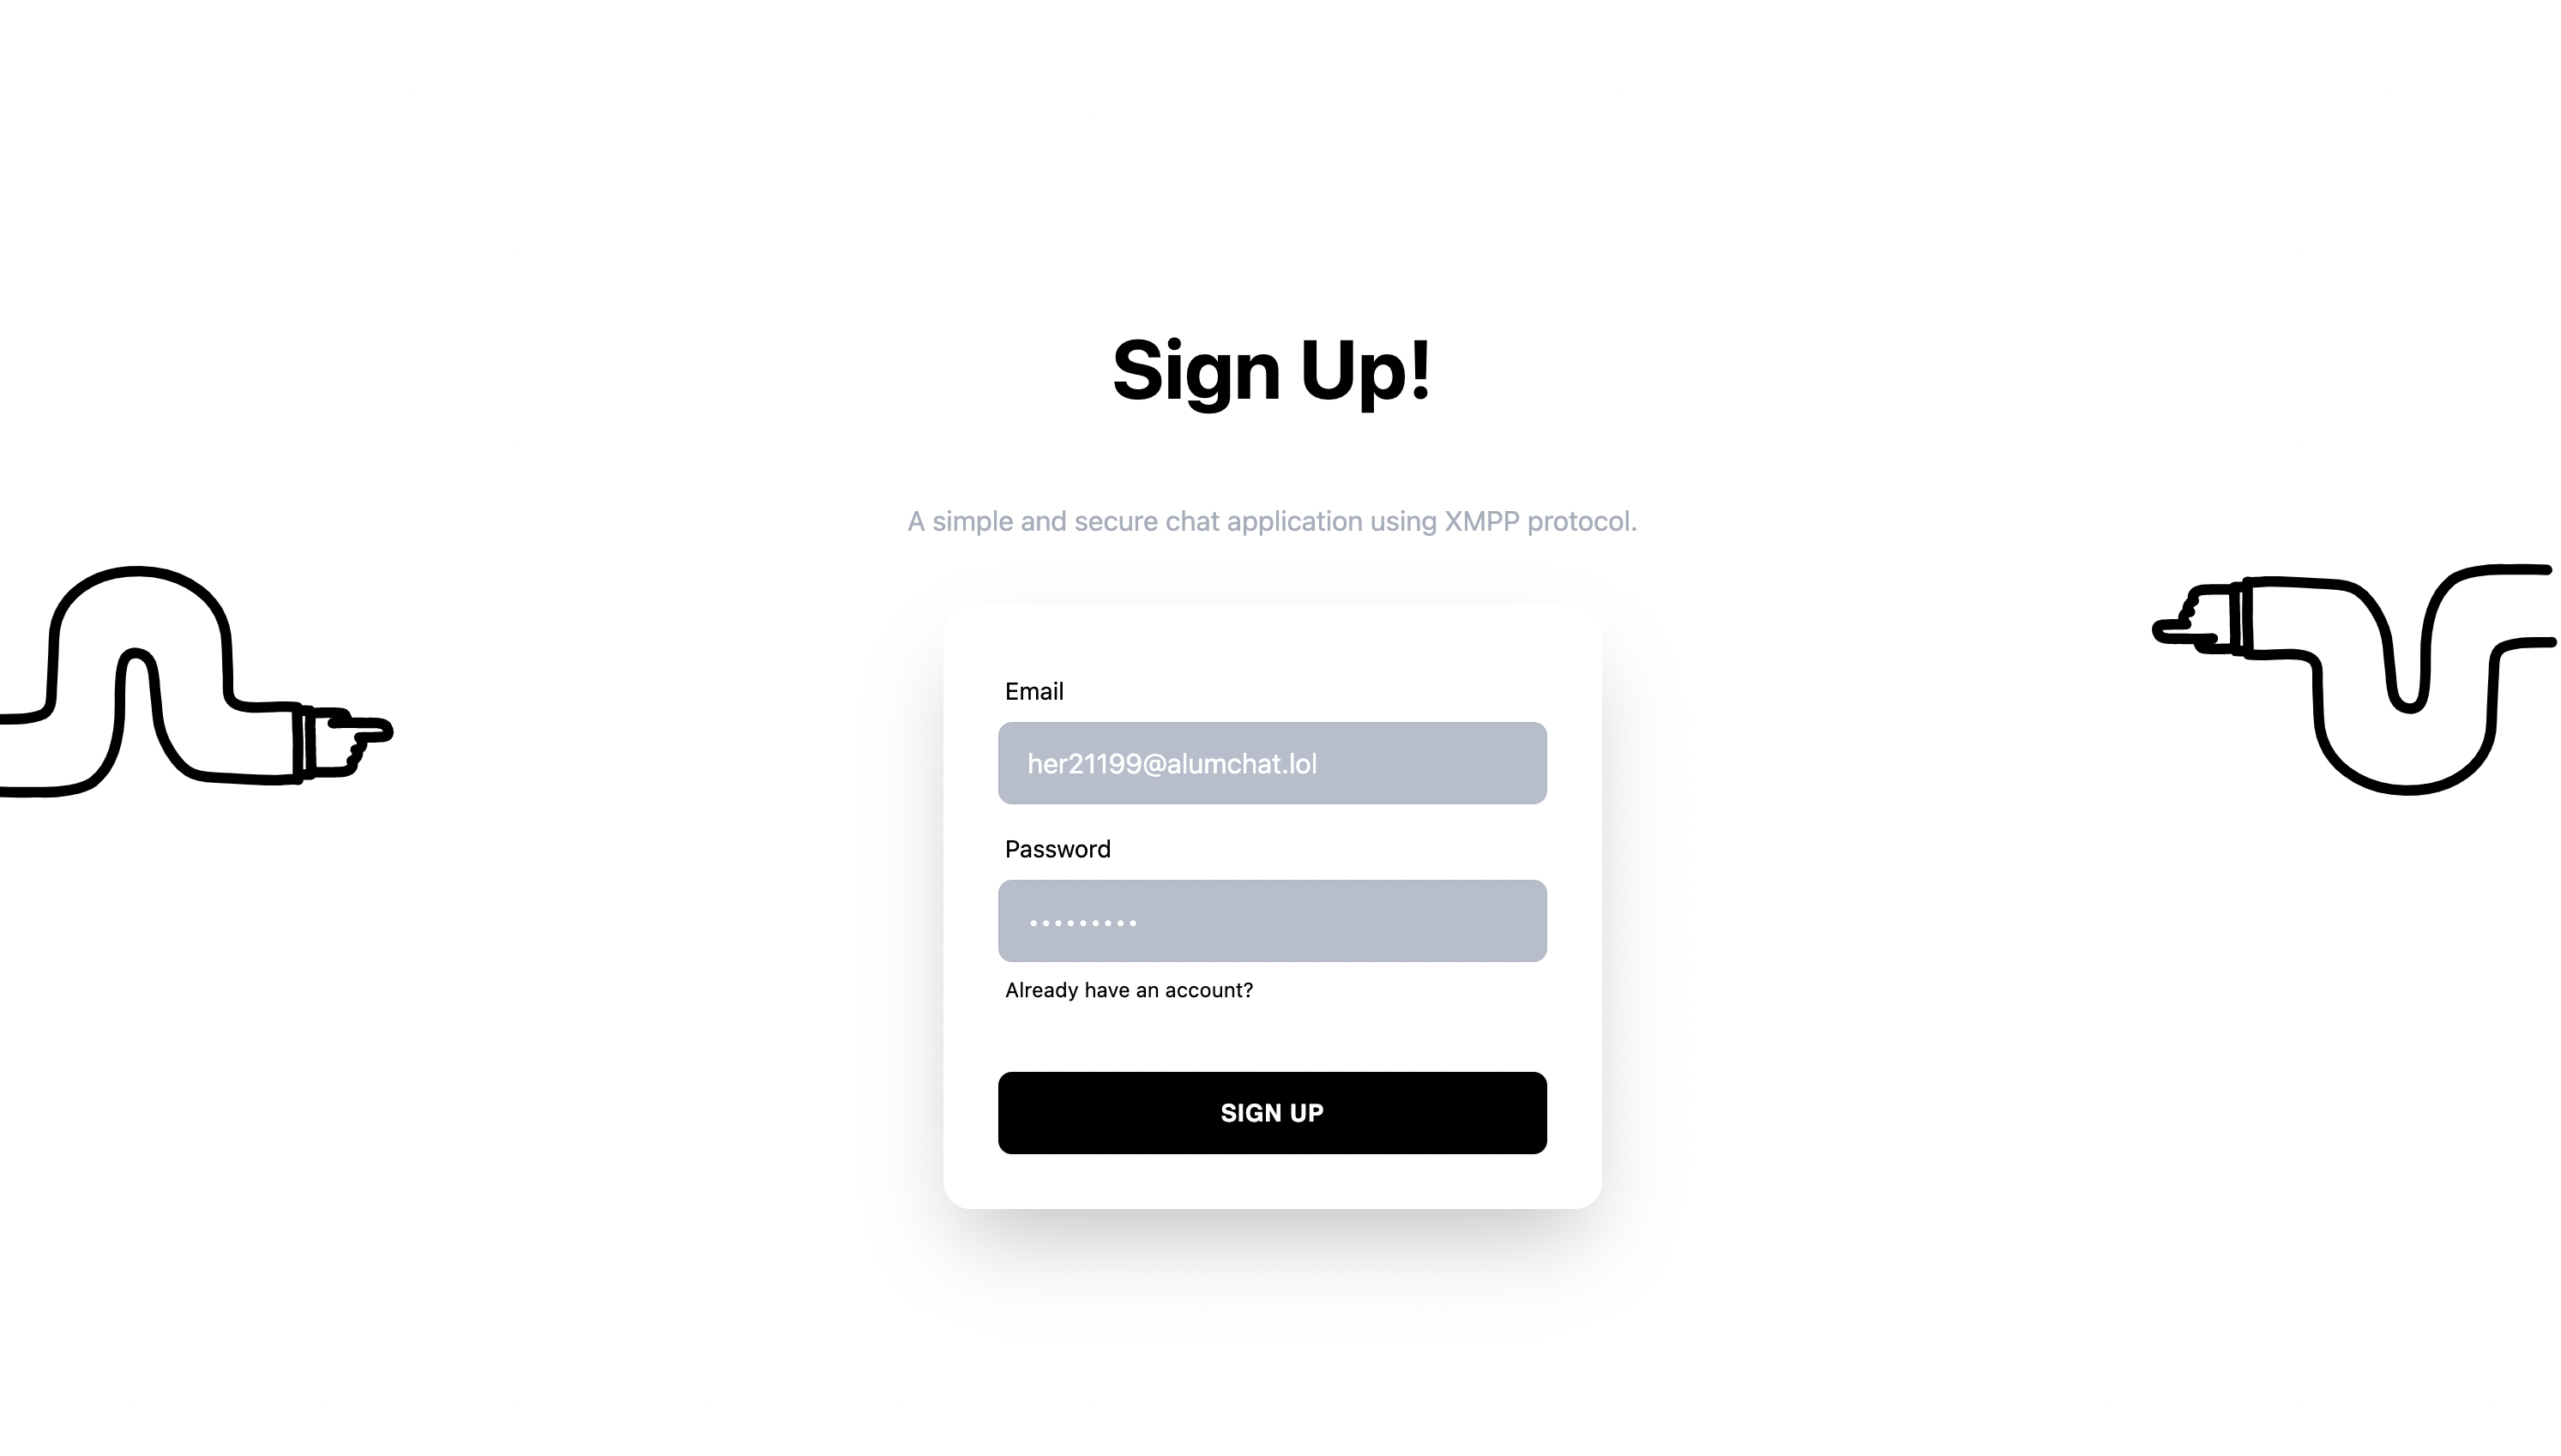 Sign Up!
A simple and secure chat application using XMPP protocol.
Email
her21199@alumchat.lol
Password
•••••••••
Already have an account?
SIGN UP